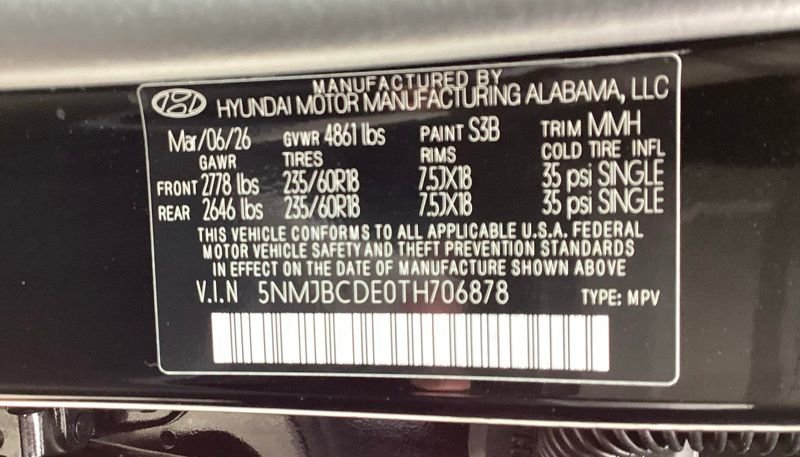 MANUFACTURED BY
HYUNDAI MOTOR MANUFACTURING ALABAMA, LLC
Mar/06/26 GVWR 4861 lbs PAINT S3B TRIM MMH
GAWR TIRES RIMS COLD TIRE INFL
FRONT 2778 lbs 235/60R18 7.5JX18 35 psi SINGLE
REAR 2646 lbs 235/60R18 7.5JX18 35 psi SINGLE
THIS VEHICLE CONFORMS TO ALL APPLICABLE U.S.A. FEDERAL
MOTOR VEHICLE SAFETY AND THEFT PREVENTION STANDARDS
IN EFFECT ON THE DATE OF MANUFACTURE SHOWN ABOVE
V.I.N 5NMJBCDE0TH706878 TYPE: MPV